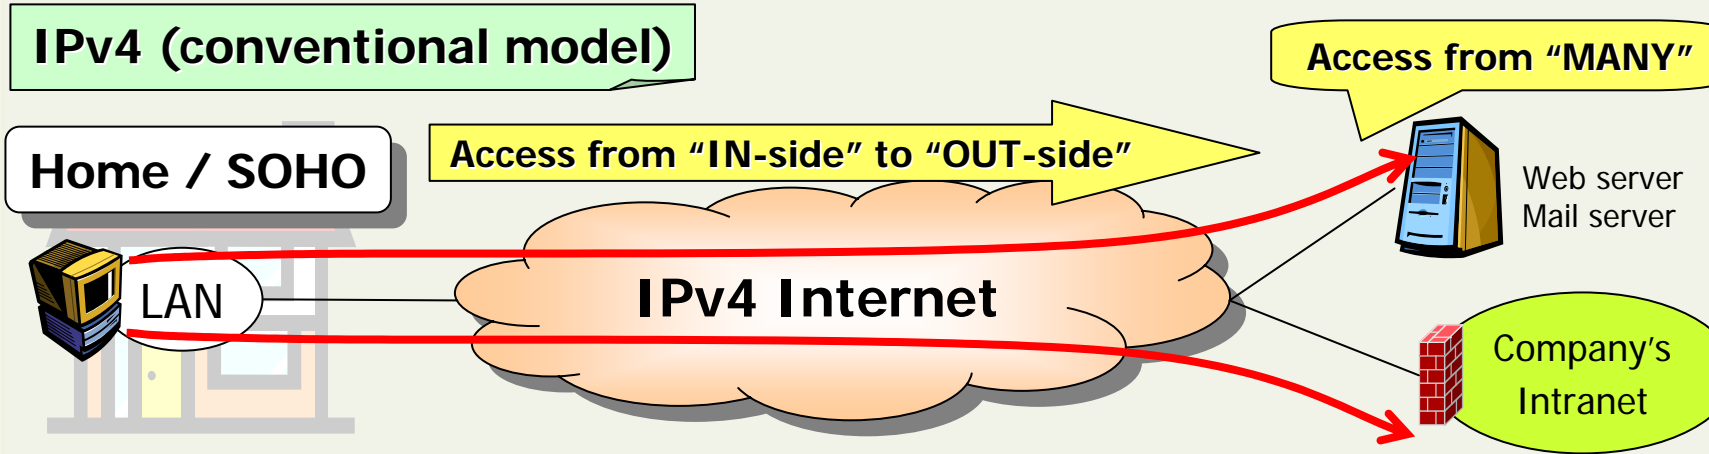 IPv4 (conventional model)
Access from “MANY”
Home / SOHO
Access from “IN-side” to “OUT-side”
Web server
Mail server
LAN
IPv4 Internet
Company’s
Intranet